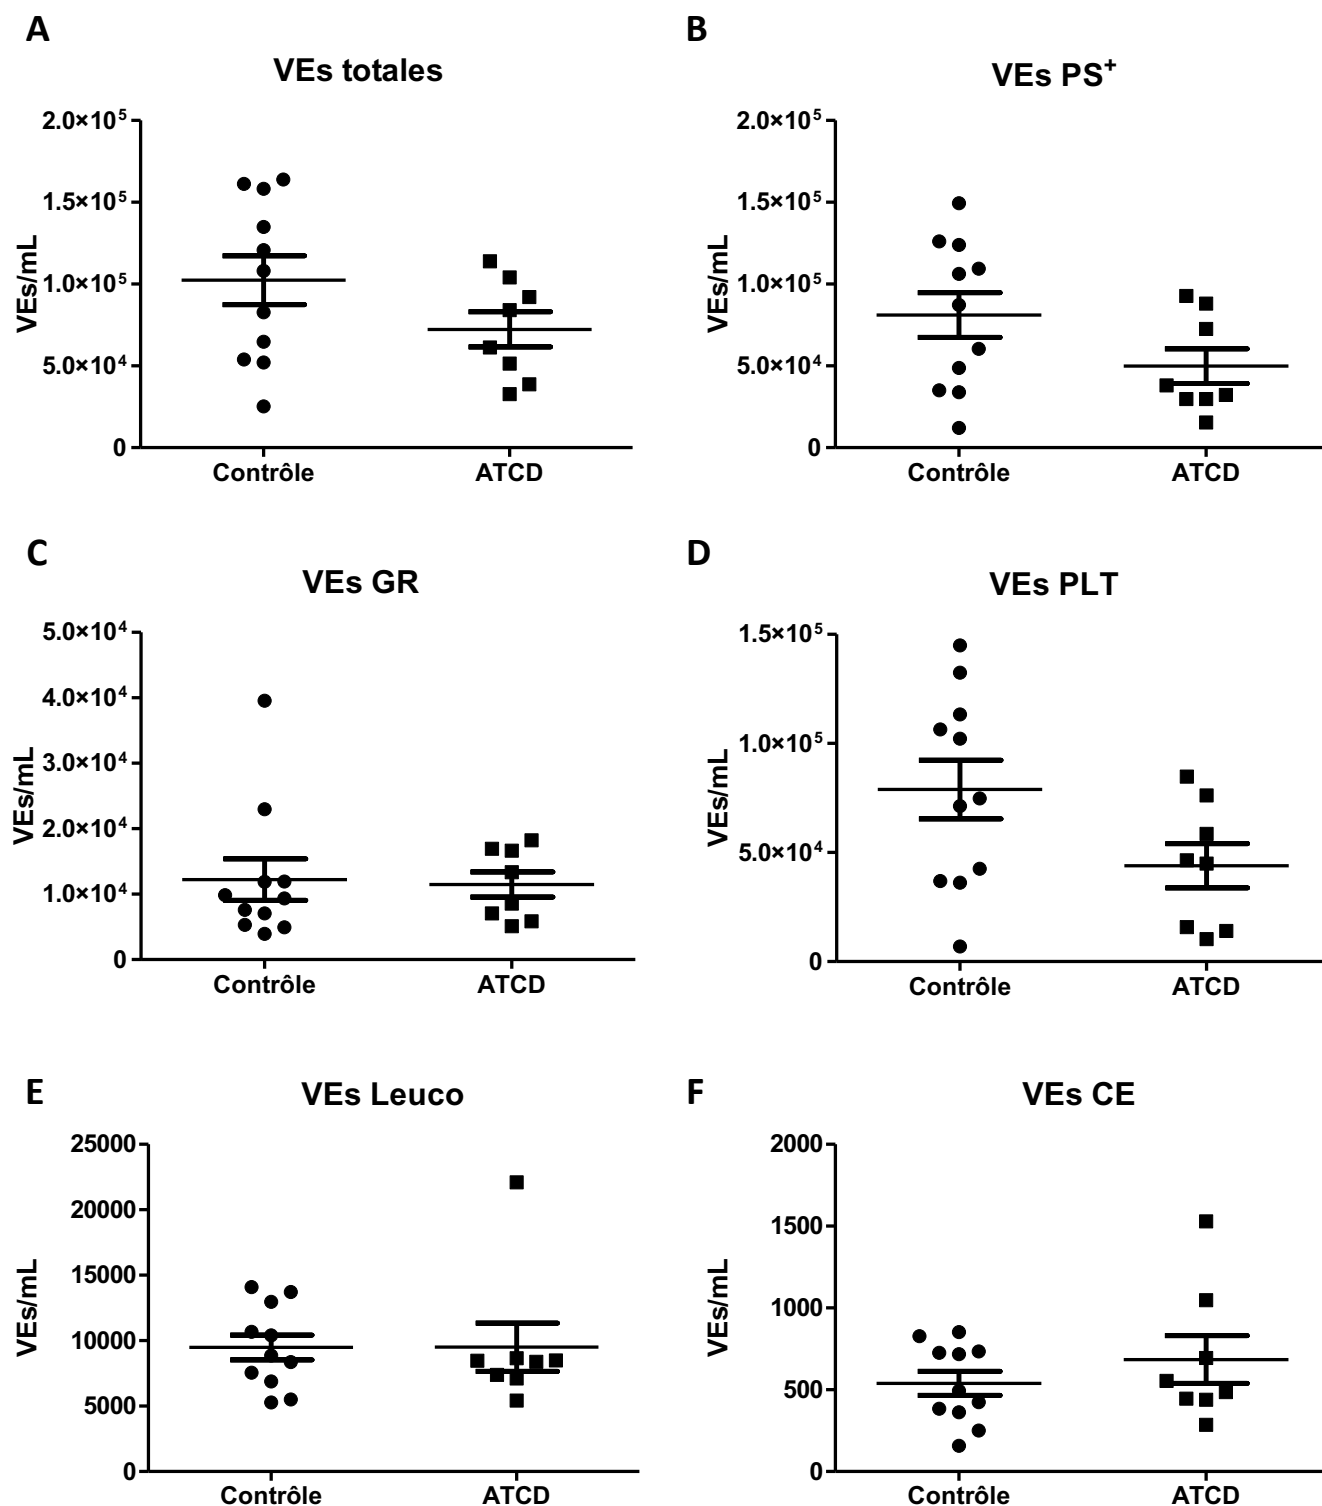 A
VEs totales
2.0×10⁵
1.5×10⁵
1.0×10⁵
5.0×10⁴
0
VEs/mL
Contrôle
ATCD
B
VEs PS⁺
2.0×10⁵
1.5×10⁵
1.0×10⁵
5.0×10⁴
0
VEs/mL
Contrôle
ATCD
C
VEs GR
5.0×10⁴
4.0×10⁴
3.0×10⁴
2.0×10⁴
1.0×10⁴
0
VEs/mL
Contrôle
ATCD
D
VEs PLT
1.5×10⁵
1.0×10⁵
5.0×10⁴
0
VEs/mL
Contrôle
ATCD
E
VEs Leuco
25000
20000
15000
10000
5000
0
VEs/mL
Contrôle
ATCD
F
VEs CE
2000
1500
1000
500
0
VEs/mL
Contrôle
ATCD